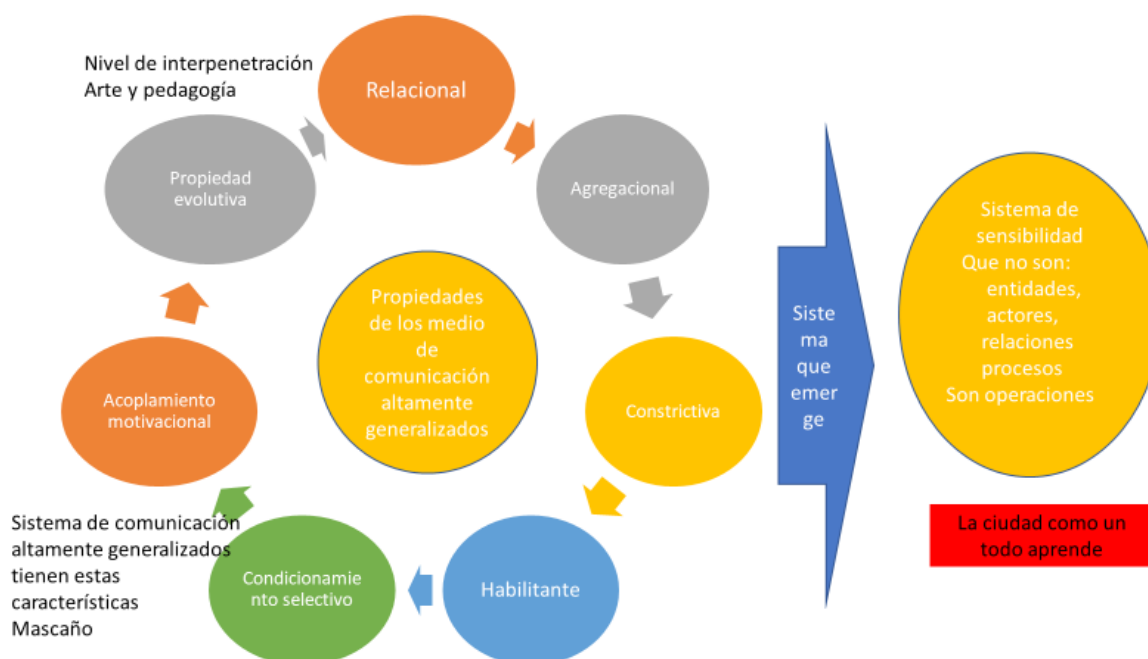 Nivel de interpenetración
Arte y pedagogía
Relacional
Propiedad
evolutiva
Agregacional
Propiedades
de los medio
de
comunicación
altamente
generalizados
Acoplamiento
motivacional
Constrictiva
Sistema de comunicación
altamente generalizados
tienen estas
características
Mascaño
Condicionamie
nto selectivo
Habilitante
Siste
ma
que
emer
ge
Sistema de
sensibilidad
Que no son:
entidades,
actores,
relaciones
procesos
Son operaciones
La ciudad como un
todo aprende